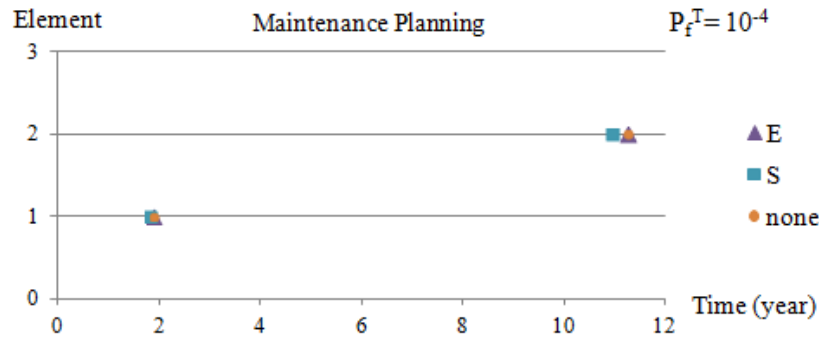 Element Maintenance Planning P_f^T= 10^-4
3
2
1
0
0 2 4 6 8 10 12
Time (year)
E
S
none